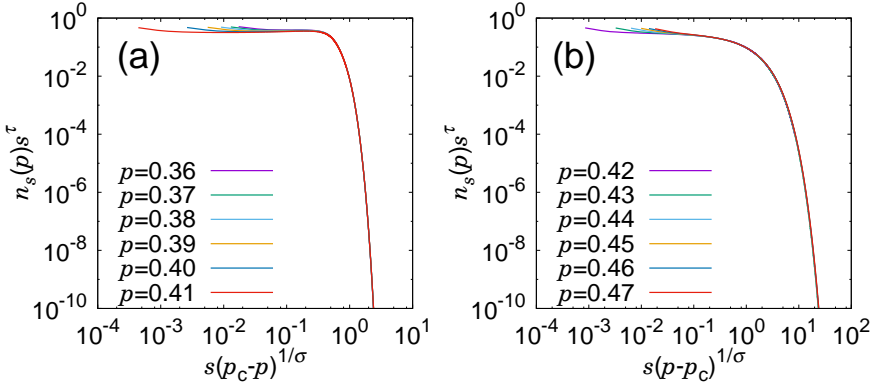 (a)
n_s(p)s^τ
10^0
10^-2
10^-4
10^-6
10^-8
10^-10
p=0.36
p=0.37
p=0.38
p=0.39
p=0.40
p=0.41
10^-4 10^-3 10^-2 10^-1 10^0 10^1
s(p_c-p)^1/σ
(b)
n_s(p)s^τ
10^0
10^-2
10^-4
10^-6
10^-8
10^-10
p=0.42
p=0.43
p=0.44
p=0.45
p=0.46
p=0.47
10^-4 10^-3 10^-2 10^-1 10^0 10^1 10^2
s(p-p_c)^1/σ